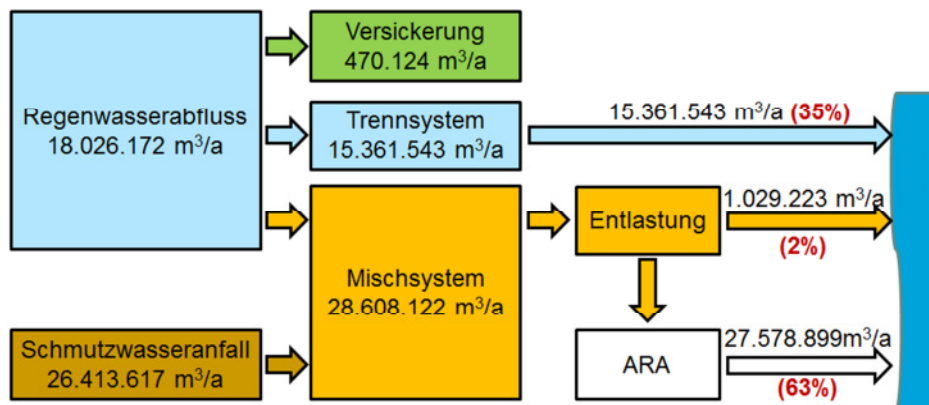 Versickerung
470.124 m³/a
Regenwasserabfluss
18.026.172 m³/a
Trennsystem
15.361.543 m³/a
15.361.543 m³/a (35%)
Mischsystem
28.608.122 m³/a
Entlastung
1.029.223 m³/a
(2%)
Schmutzwasseranfall
26.413.617 m³/a
ARA
27.578.899m³/a
(63%)